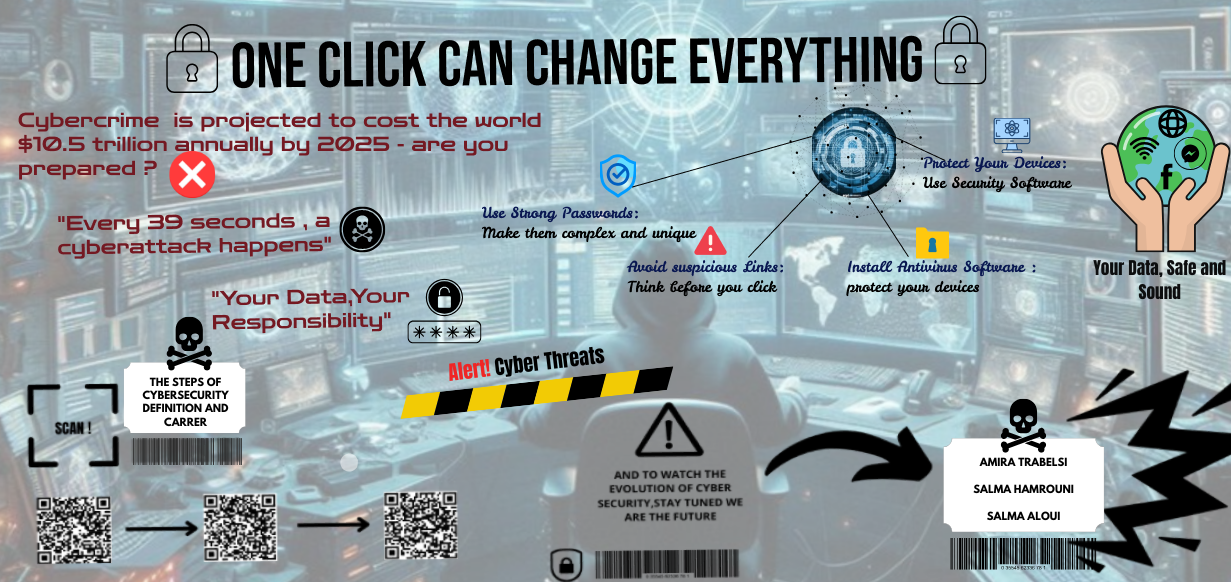 ONE CLICK CAN CHANGE EVERYTHING
Cybercrime is projected to cost the world
$10.5 trillion annually by 2025 - are you
prepared ?
"Every 39 seconds , a
cyberattack happens"
"Your Data,Your
Responsibility"
Use Strong Passwords:
Make them complex and unique
Avoid suspicious Links:
Think before you click
Protect Your Devices:
Use Security Software
Install Antivirus Software :
protect your devices
Your Data, Safe and
Sound
Alert! Cyber Threats
SCAN !
THE STEPS OF
CYBERSECURITY
DEFINITION AND
CARRER
AND TO WATCH THE
EVOLUTION OF CYBER
SECURITY,STAY TUNED WE
ARE THE FUTURE
AMIRA TRABELSI
SALMA HAMROUNI
SALMA ALOUI